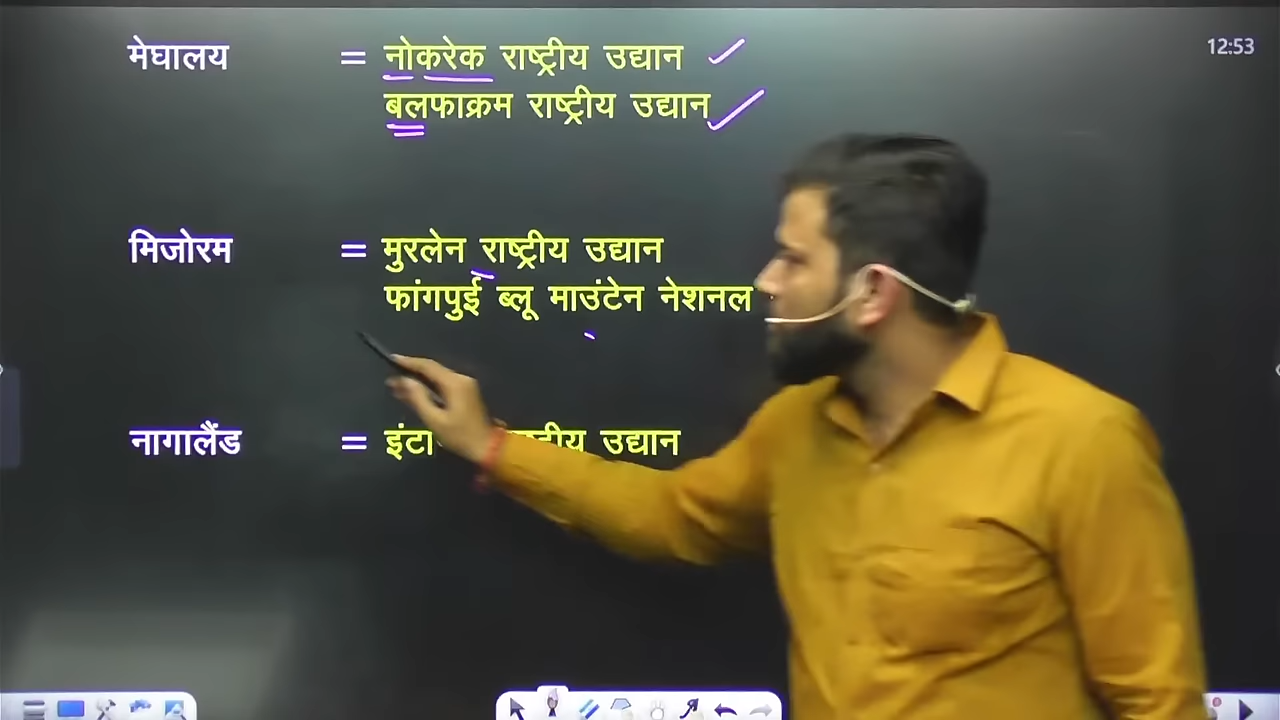 मेघालय = नोकरेक राष्ट्रीय उद्यान
बलफाक्रम राष्ट्रीय उद्यान
12:53
मिजोरम = मुरलेन राष्ट्रीय उद्यान
फांगपुई ब्लू माउंटेन नेशनल
नागालैंड = उद्यान